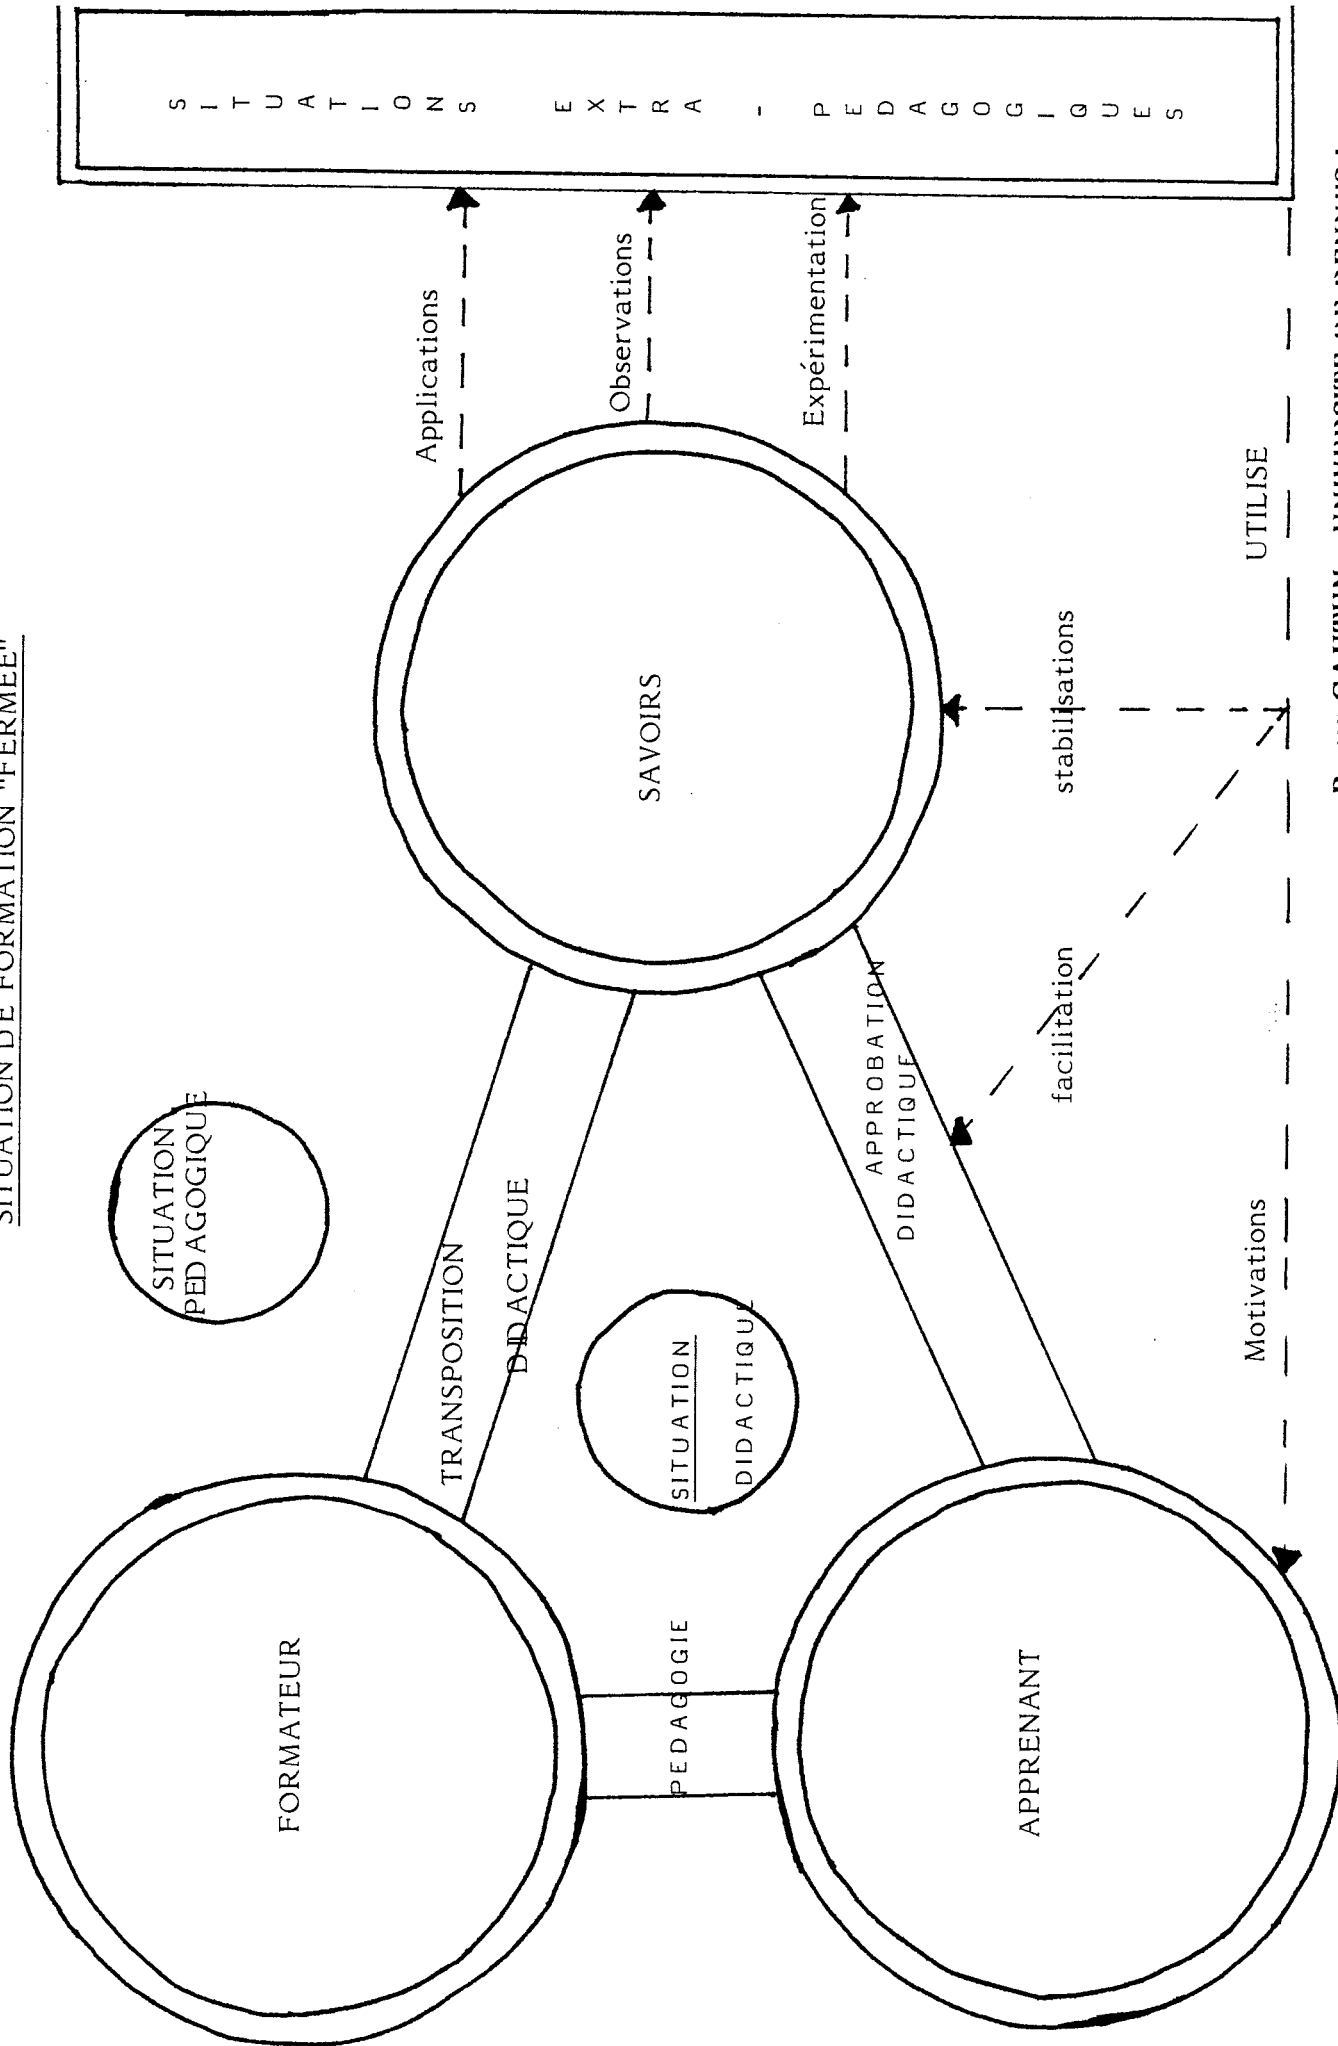 SITUATION DE FORMATION "FERMEE"
SITUATION
PEDAGOGIQUE
FORMATEUR
TRANSPOSITION
DIDACTIQUE
SITUATION
DIDACTIQUE
PEDAGOGIE
SAVOIRS
APPROBATION
DIDACTIQUE
APPRENANT
Applications
Observations
Expérimentation
stabilisations
facilitation
Motivations
UTILISE
SITUATIONS EXTRA - PEDAGOGIQUES